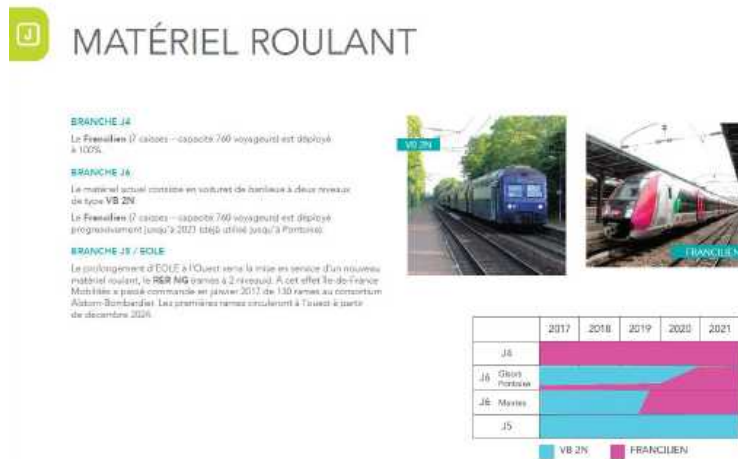 J
MATÉRIEL ROULANT
BRANCHE J4
Le Francilien (7 caisses – capacité 760 voyageurs) est déployé
à 100%.
BRANCHE J6
Le matériel actuel consiste en voitures de banlieue à deux niveaux
de type VB 2N.
Le Francilien (7 caisses – capacité 760 voyageurs) est déployé
progressivement jusqu'à 2021 (déjà utilisé jusqu'à Pontoise).
BRANCHE J5 / EOLE
Le prolongement d'EOLE à l'Ouest verra la mise en service d'un nouveau
matériel roulant, le RER NG (rames à 2 niveaux). A cet effet Île-de-France
Mobilités a passé commande en janvier 2017 de 130 rames au consortium
Alstom-Bombardier. Les premières rames circuleront à l'ouest à partir
de décembre 2024.
VB 2N
FRANCILIEN
2017 2018 2019 2020 2021
J4
J6 Gisors
Pontoise
J6 Mantes
J5
VB 2N FRANCILIEN